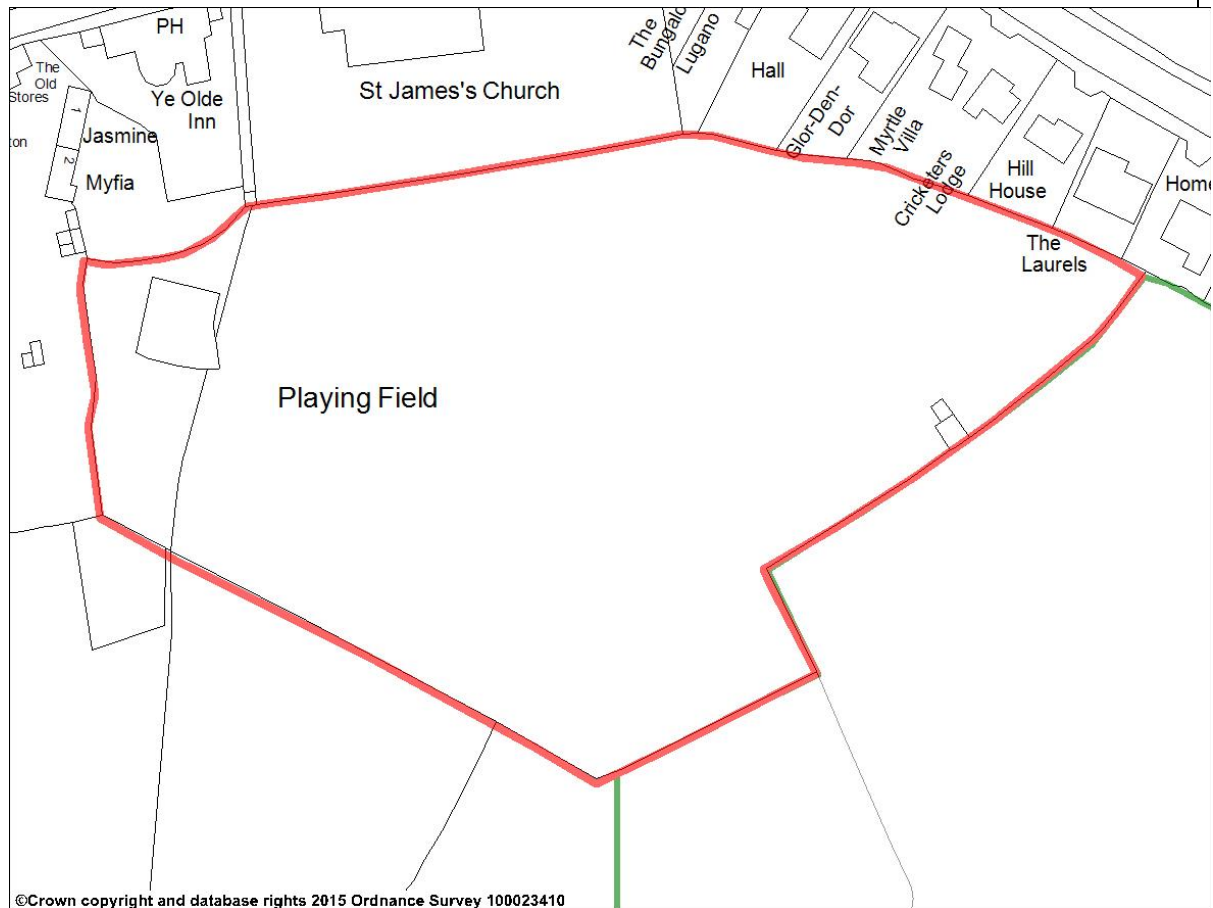 PH
The
Old
Stores
Ye Olde
Inn
1
2
Jasmine
Myfia
St James's Church
The
Bungalo
Lugano
Hall
Glor-Den-
Dor
Myrtle
Villa
Cricketers
Lodge
Hill
House
The
Laurels
Home
ton
Playing Field
©Crown copyright and database rights 2015 Ordnance Survey 100023410